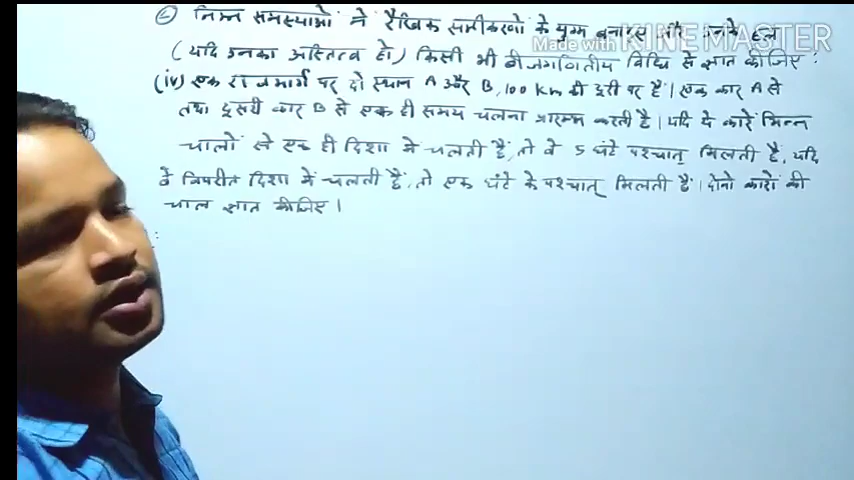 ② निम्न समस्याओं में रैखिक समीकरणों के युग्म बनाइए और उनके हल
Made with KINEMASTER
(यदि उनका अस्तित्व हो) किसी भी बीजगणितीय विधि से ज्ञात कीजिए :
(iv) एक राजमार्ग पर दो स्थान A और B, 100 Km की दूरी पर हैं। एक कार A से
तथा दूसरी कार B से एक ही समय चलना प्रारम्भ करती है। यदि ये कारें भिन्न
चालों से एक ही दिशा में चलती हैं, तो वे 5 घंटे पश्चात् मिलती हैं, यदि
वे विपरीत दिशा में चलती हैं, तो एक घंटे के पश्चात् मिलती हैं। दोनो कारों की
चाल ज्ञात कीजिए।